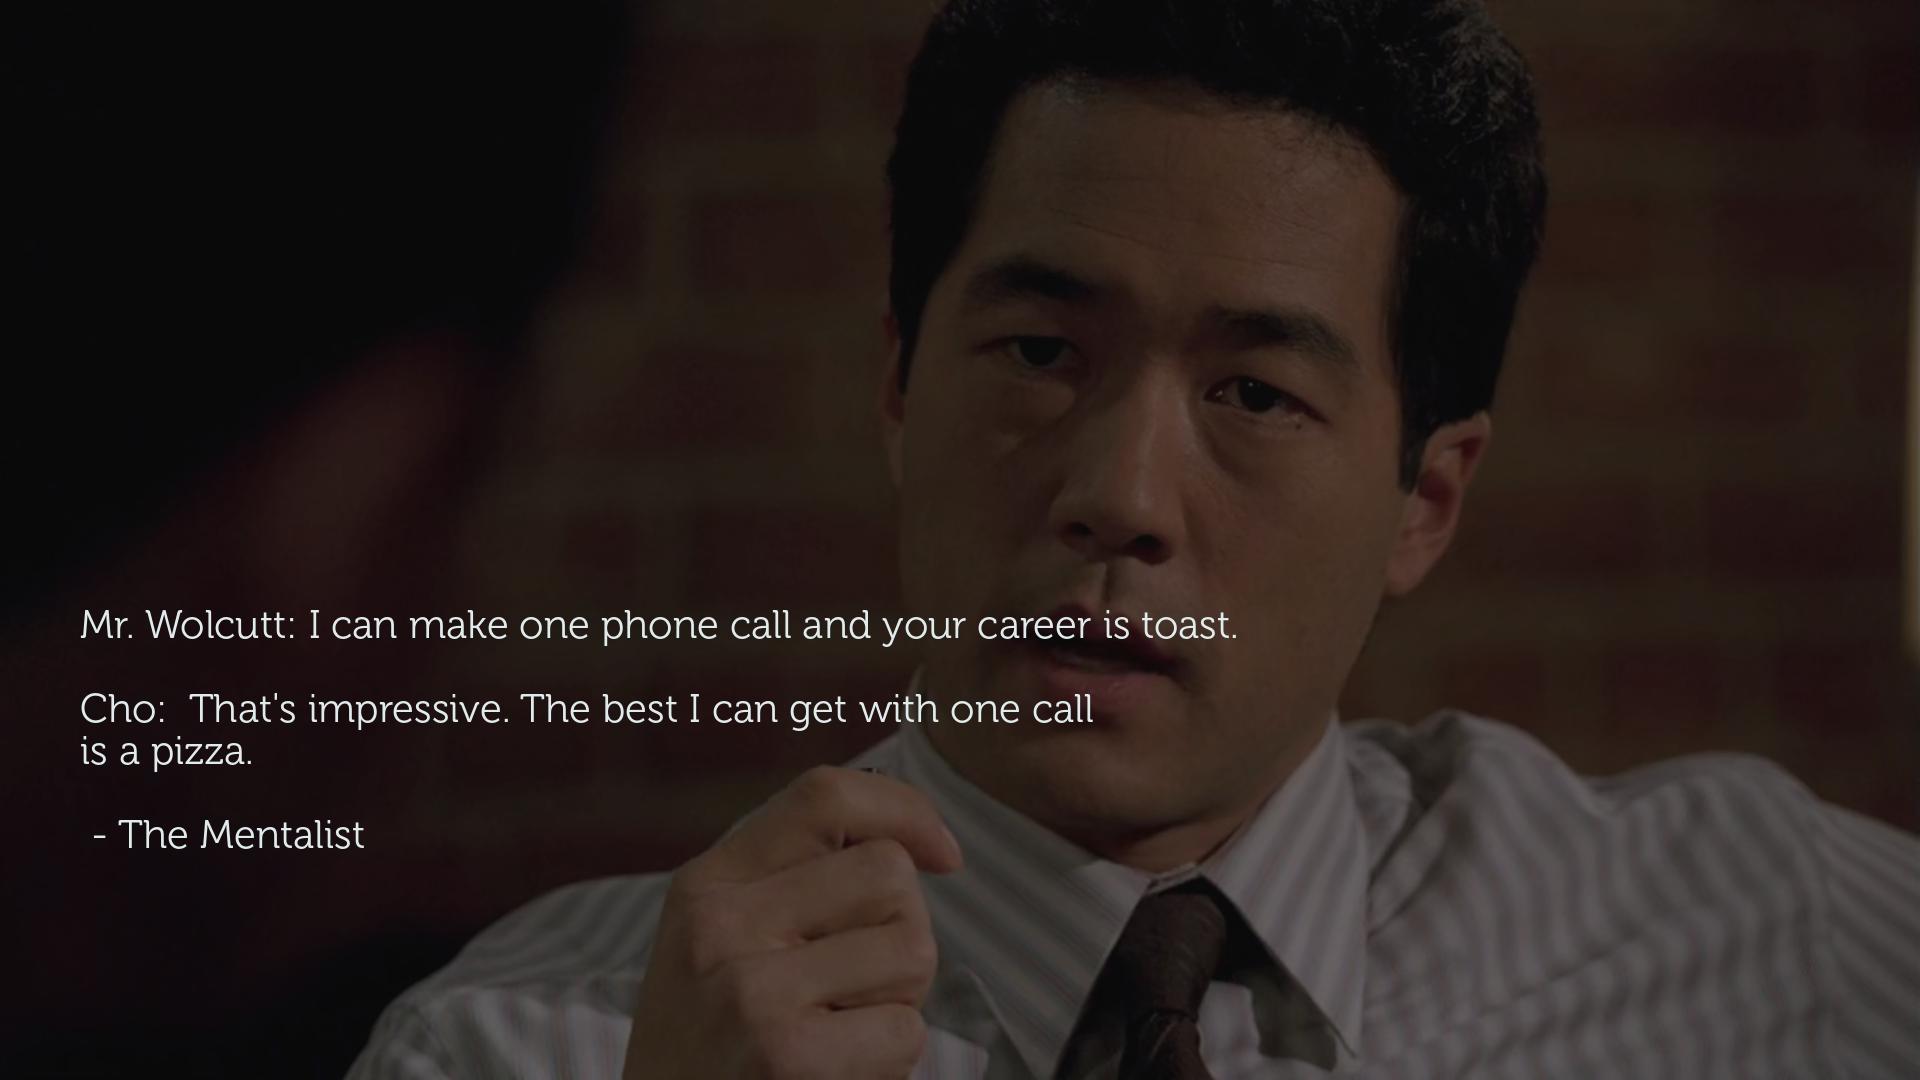 Mr. Wolcutt: I can make one phone call and your career is toast.
Cho:  That's impressive. The best I can get with one call
is a pizza.
- The Mentalist